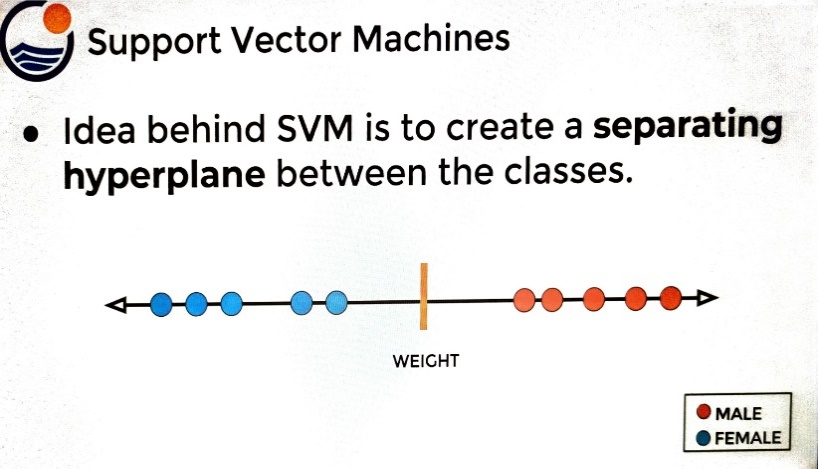 Support Vector Machines
• Idea behind SVM is to create a separating
hyperplane between the classes.
WEIGHT
MALE
FEMALE